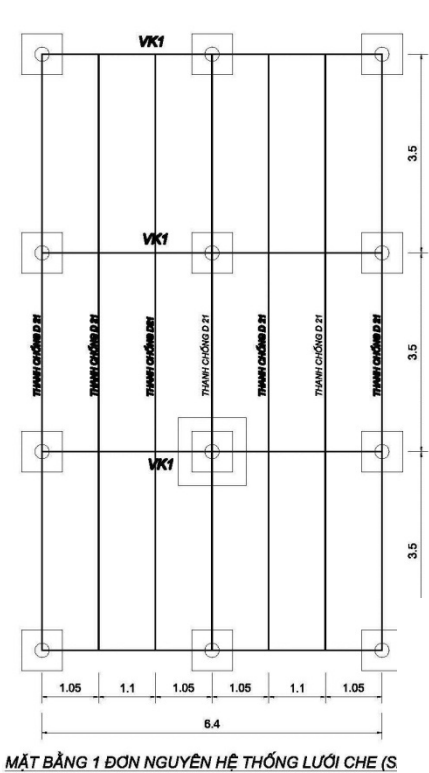 VK1
3.5
VK1
3.5
THANH CHỐNG D 21
THANH CHỐNG D 21
THANH CHỐNG D21
THANH CHỐNG D 21
THANH CHỐNG D 21
THANH CHỐNG D 21
THANH CHỐNG D 21
VK1
3.5
1.05 1.1 1.05 1.05 1.1 1.05
6.4
MẶT BẰNG 1 ĐƠN NGUYÊN HỆ THỐNG LƯỚI CHE (S